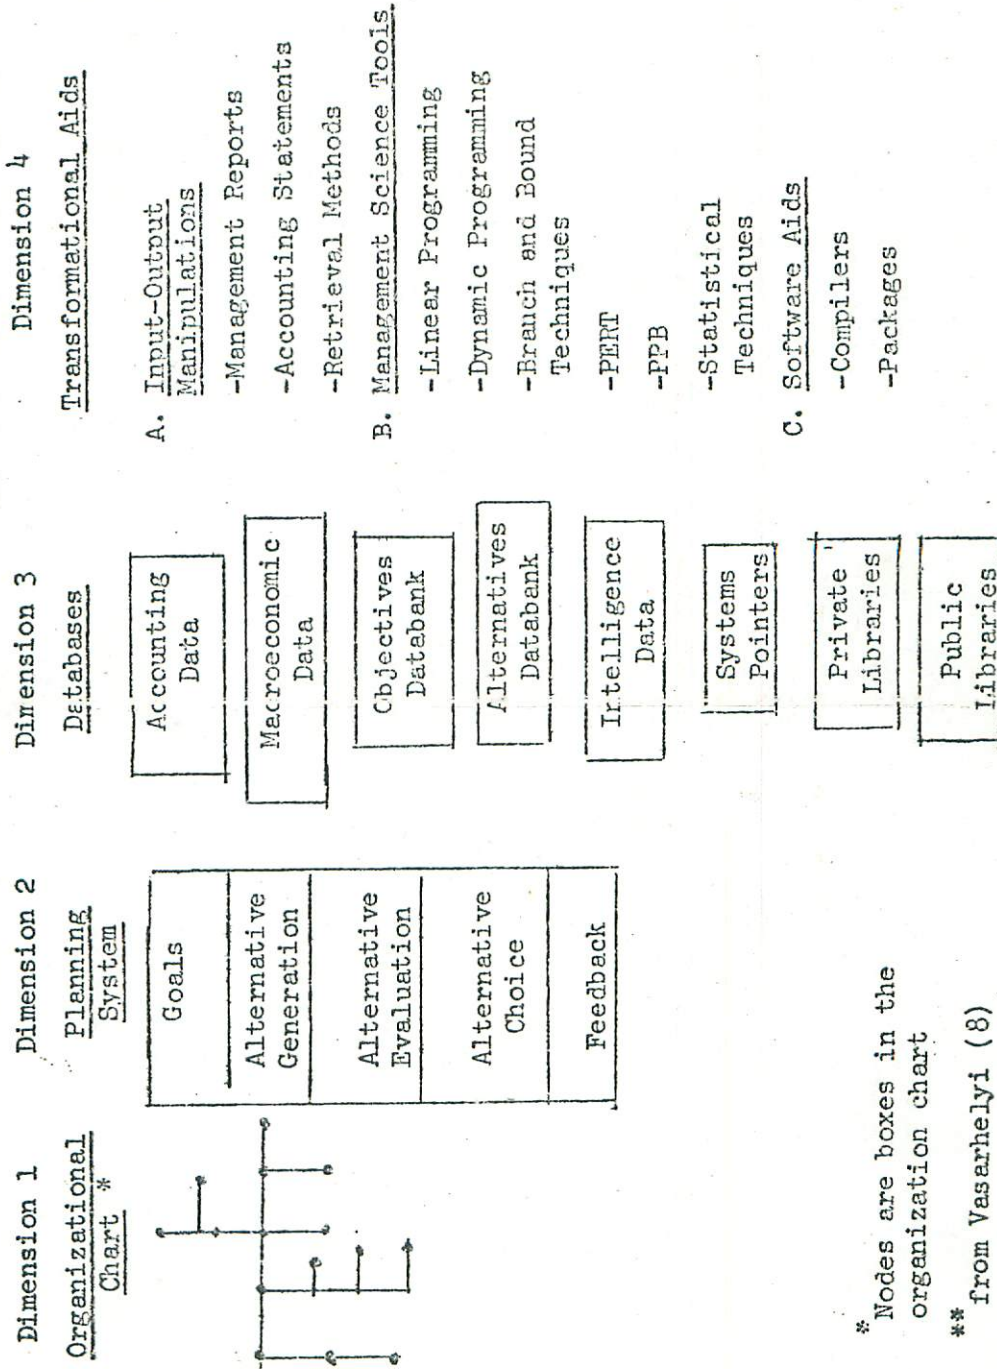 Dimension 1
Organizational
Chart *
Dimension 2
Planning
System
Goals
Alternative
Generation
Alternative
Evaluation
Alternative
Choice
Feedback
Dimension 3
Databases
Accounting
Data
Macroeconomic
Data
Objectives
Databank
Alternatives
Databank
Intelligence
Data
Systems
Pointers
Private
Libraries
Public
Libraries
Dimension 4
Transformational Aids
A. Input-Output
Manipulations
-Management Reports
-Accounting Statements
-Retrieval Methods
B. Management Science Tools
-Linear Programming
-Dynamic Programming
-Branch and Bound
Techniques
-PERT
-PPB
-Statistical
Techniques
C. Software Aids
-Compilers
-Packages
* Nodes are boxes in the
organization chart
** from Vasarhelyi (8)